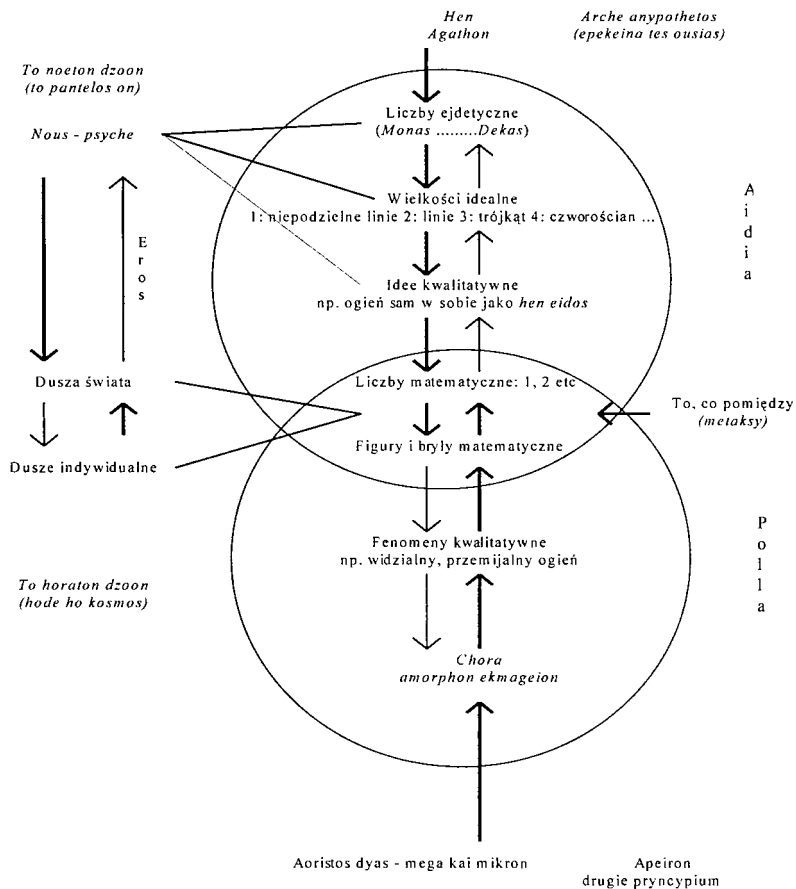 Hen
Agathon
Arche anypothetos
(epekeina tes ousias)
To noeton dzoon
(to pantelos on)
Nous - psyche
Liczby ejdetyczne
(Monas .........Dekas)
Wielkości idealne
1: niepodzielne linie 2: linie 3: trójkąt 4: czworościan ...
Aidia
Eros
Idee kwalitatywne
np. ogień sam w sobie jako hen eidos
Dusza świata
Liczby matematyczne: 1, 2 etc
To, co pomiędzy
(metaksy)
Figury i bryły matematyczne
Dusze indywidualne
Fenomeny kwalitatywne
np. widzialny, przemijalny ogień
Polla
To horaton dzoon
(hode ho kosmos)
Chora
amorphon ekmageion
Aoristos dyas - mega kai mikron
Apeiron
drugie pryncypium